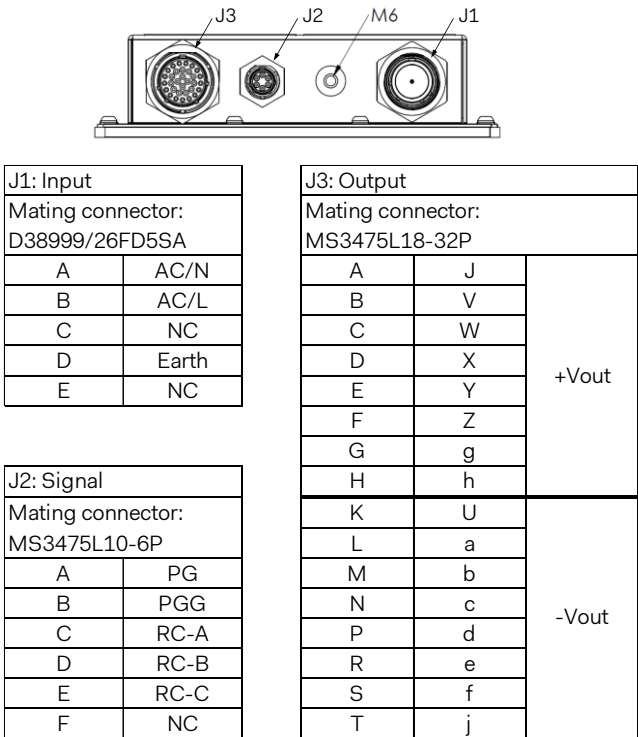 J3 J2 M6 J1
J1: Input
Mating connector:
D38999/26FD5SA
A AC/N
B AC/L
C NC
D Earth
E NC
J2: Signal
Mating connector:
MS3475L10-6P
A PG
B PGG
C RC-A
D RC-B
E RC-C
F NC
J3: Output
Mating connector:
MS3475L18-32P
A J
B V
C W
D X
E Y
F Z
G g
H h
+Vout
K U
L a
M b
N c
P d
R e
S f
T j
-Vout